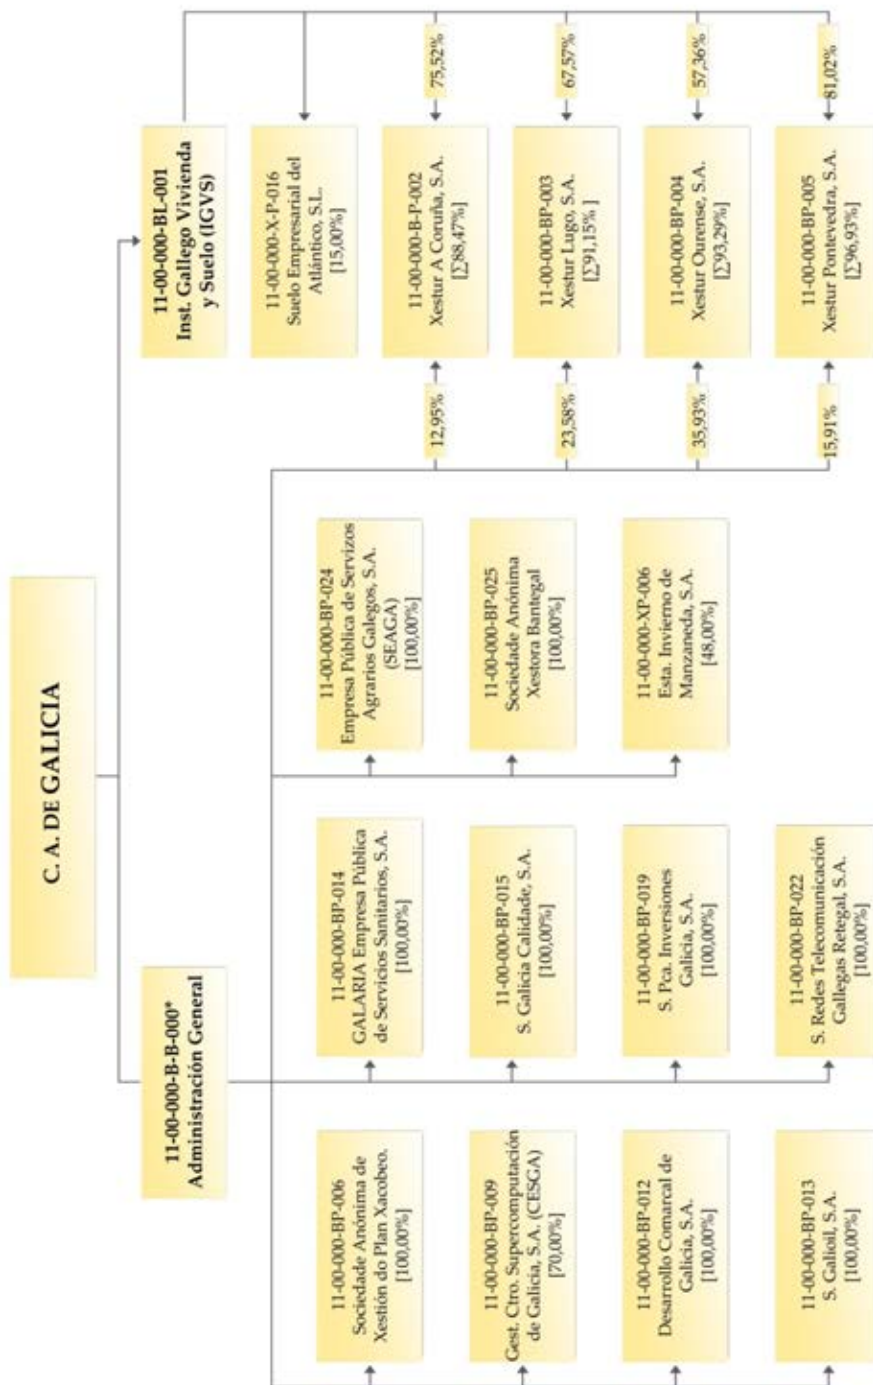 C. A. DE GALICIA
11-00-000-B-B-000*
Administración General
11-00-000-BL-001
Inst. Gallego Vivienda
y Suelo (IGVS)
11-00-000-BP-006
Sociedade Anónima de
Xestión do Plan Xacobeo.
[100,00%]
11-00-000-BP-009
Gest. Ctro. Supercomputación
de Galicia, S.A. (CESGA)
[70,00%]
11-00-000-BP-012
Desarrollo Comarcal de
Galicia, S.A.
[100,00%]
11-00-000-BP-013
S. Galioil, S.A.
[100,00%]
11-00-000-BP-014
GALARIA Empresa Pública
de Servicios Sanitarios, S.A.
[100,00%]
11-00-000-BP-015
S. Galicia Calidade, S.A.
[100,00%]
11-00-000-BP-019
S. Pca. Inversiones
Galicia, S.A.
[100,00%]
11-00-000-BP-022
S. Redes Telecomunicación
Gallegas Retegal, S.A.
[100,00%]
11-00-000-BP-024
Empresa Pública de Servizos
Agrarios Galegos, S.A.
(SEAGA)
[100,00%]
11-00-000-BP-025
Sociedade Anónima
Xestora Bantegal
[100,00%]
11-00-000-XP-006
Esta. Invierno de
Manzaneda, S.A.
[48,00%]
11-00-000-X-P-016
Suelo Empresarial del
Atlántico, S.L.
[15,00%]
12,95%
11-00-000-B-P-002
Xestur A Coruña, S.A.
[∑88,47%]
75,52%
23,58%
11-00-000-BP-003
Xestur Lugo, S.A.
[∑91,15% ]
67,57%
35,93%
11-00-000-BP-004
Xestur Ourense, S.A.
[∑93,29%]
57,36%
15,91%
11-00-000-BP-005
Xestur Pontevedra, S.A.
[∑96,93%]
81,02%